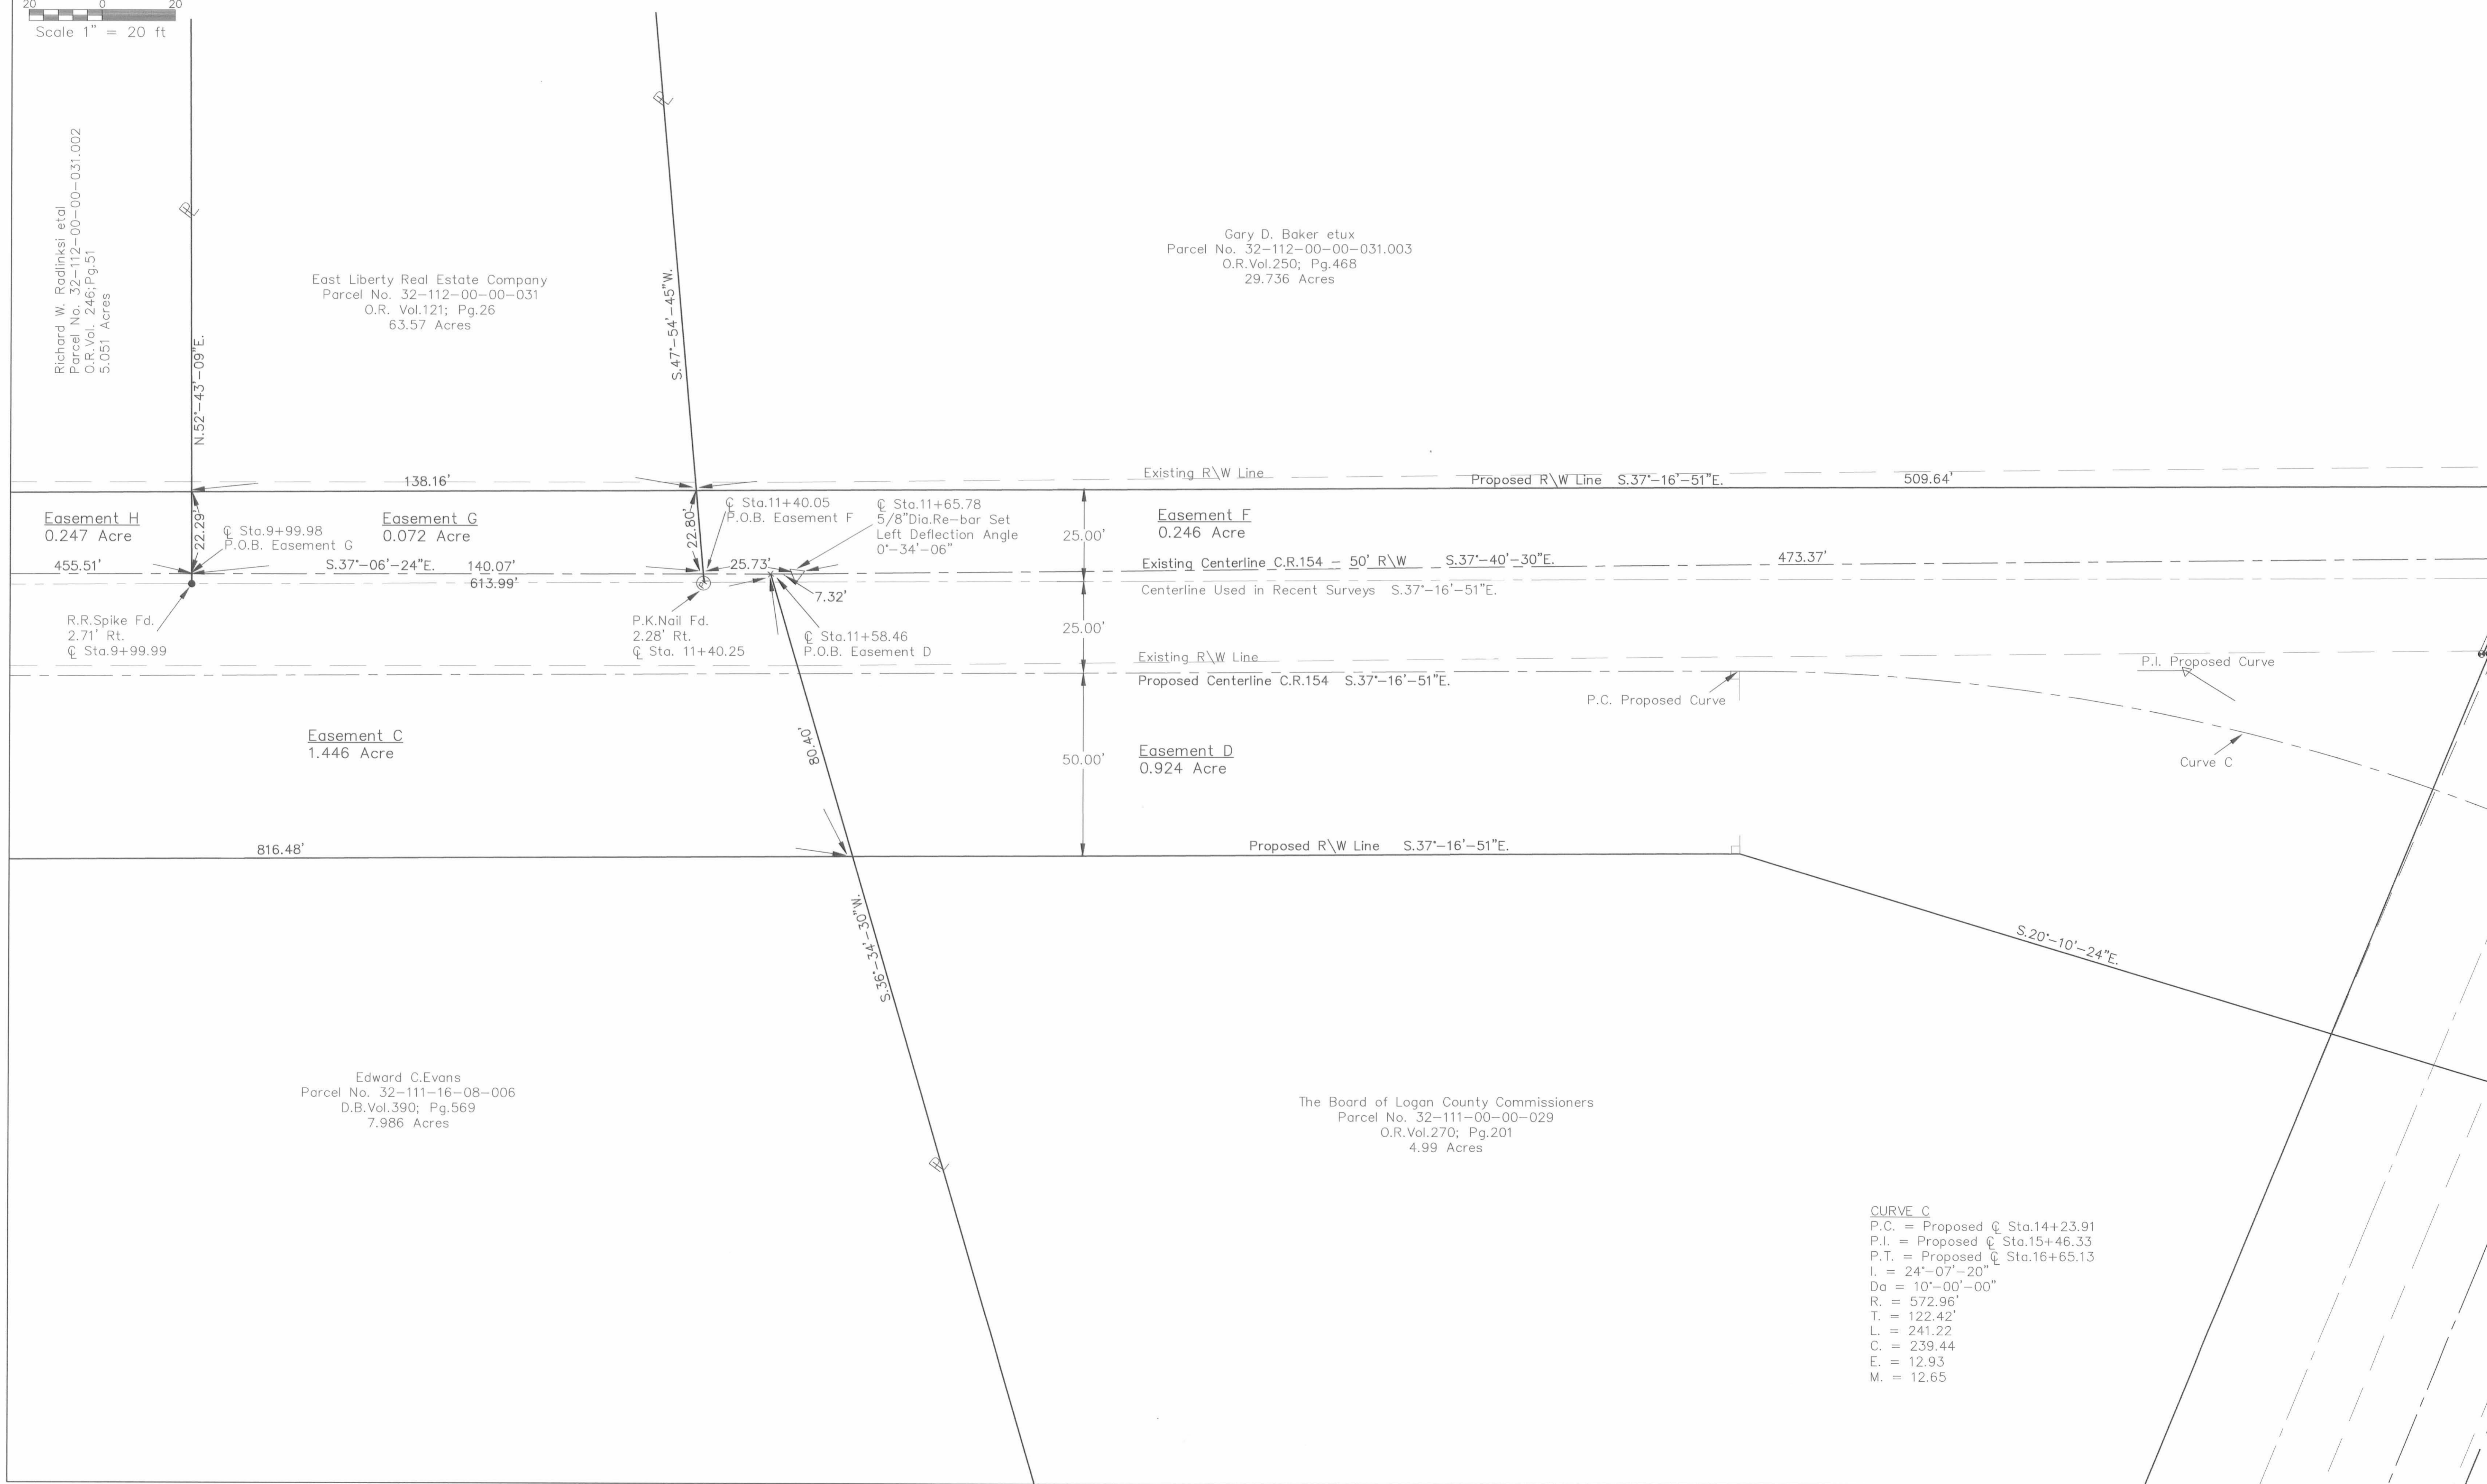 20 0 20
Scale 1" = 20 ft
Richard W. Radlinksi etal
Parcel No. 32-112-00-00-031.002
O.R.Vol. 246;Pg.51
5.051 Acres
N.52°-43'-09"E.
East Liberty Real Estate Company
Parcel No. 32-112-00-00-031
O.R. Vol.121; Pg.26
63.57 Acres
S.47°-54'-45"W.
Gary D. Baker etux
Parcel No. 32-112-00-00-031.003
O.R.Vol.250; Pg.468
29.736 Acres
138.16'
Existing R\W Line
Proposed R\W Line S.37°-16'-51"E.
509.64'
Easement H
0.247 Acre
22.29'
℄ Sta.9+99.98
P.O.B. Easement G
Easement G
0.072 Acre
22.80'
℄ Sta.11+40.05
P.O.B. Easement F
℄ Sta.11+65.78
5/8"Dia.Re-bar Set
Left Deflection Angle
0°-34'-06"
25.00'
Easement F
0.246 Acre
455.51'
S.37°-06'-24"E. 140.07'
25.73'
Existing Centerline C.R.154 - 50' R\W S.37°-40'-30"E.
473.37'
613.99'
7.32'
Centerline Used in Recent Surveys S.37°-16'-51"E.
R.R.Spike Fd.
2.71' Rt.
℄ Sta.9+99.99
P.K.Nail Fd.
2.28' Rt.
℄ Sta. 11+40.25
℄ Sta.11+58.46
P.O.B. Easement D
25.00'
Existing R\W Line
Proposed Centerline C.R.154 S.37°-16'-51"E.
P.C. Proposed Curve
P.I. Proposed Curve
Curve C
Easement C
1.446 Acre
80.40'
50.00'
Easement D
0.924 Acre
816.48'
Proposed R\W Line S.37°-16'-51"E.
S.36°-34'-30"W.
S.20°-10'-24"E.
Edward C.Evans
Parcel No. 32-111-16-08-006
D.B.Vol.390; Pg.569
7.986 Acres
The Board of Logan County Commissioners
Parcel No. 32-111-00-00-029
O.R.Vol.270; Pg.201
4.99 Acres
CURVE C
P.C. = Proposed ℄ Sta.14+23.91
P.I. = Proposed ℄ Sta.15+46.33
P.T. = Proposed ℄ Sta.16+65.13
I. = 24°-07'-20"
Da = 10°-00'-00"
R. = 572.96'
T. = 122.42'
L. = 241.22
C. = 239.44
E. = 12.93
M. = 12.65